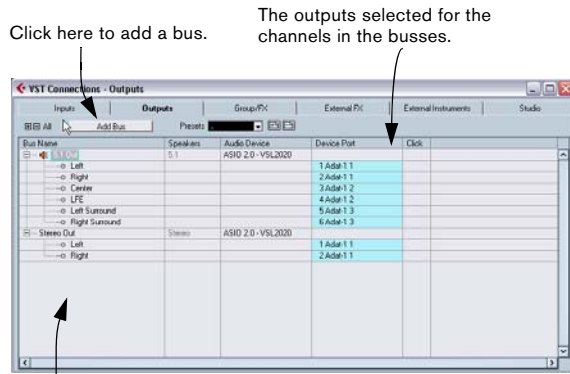 Click here to add a bus.
The outputs selected for the
channels in the busses.
VST Connections - Outputs
Inputs Outputs Group/FX External FX External Instruments Studio
All Add Bus Presets -
Bus Name Speakers Audio Device Device Port Click
5.1 Out 5.1 ASIO 2.0 - VSL2020
Left 1 Adat-1 1
Right 2 Adat-1 1
Center 3 Adat-1 2
LFE 4 Adat-1 2
Left Surround 5 Adat-1 3
Right Surround 6 Adat-1 3
Stereo Out Stereo ASIO 2.0 - VSL2020
Left 1 Adat-1 1
Right 2 Adat-1 1